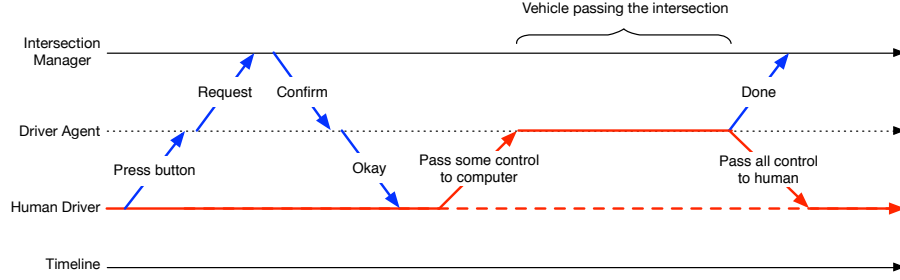 Vehicle passing the intersection
Intersection
Manager
Request
Confirm
Done
Driver Agent
Press button
Okay
Pass some control
to computer
Pass all control
to human
Human Driver
Timeline